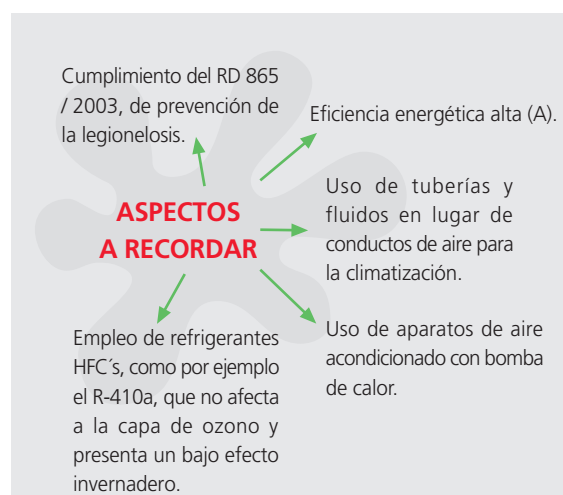 Cumplimiento del RD 865
/ 2003, de prevención de
la legionelosis.
Eficiencia energética alta (A).
ASPECTOS
A RECORDAR
Uso de tuberías y
fluidos en lugar de
conductos de aire para
la climatización.
Uso de aparatos de aire
acondicionado con bomba
de calor.
Empleo de refrigerantes
HFC´s, como por ejemplo
el R-410a, que no afecta
a la capa de ozono y
presenta un bajo efecto
invernadero.